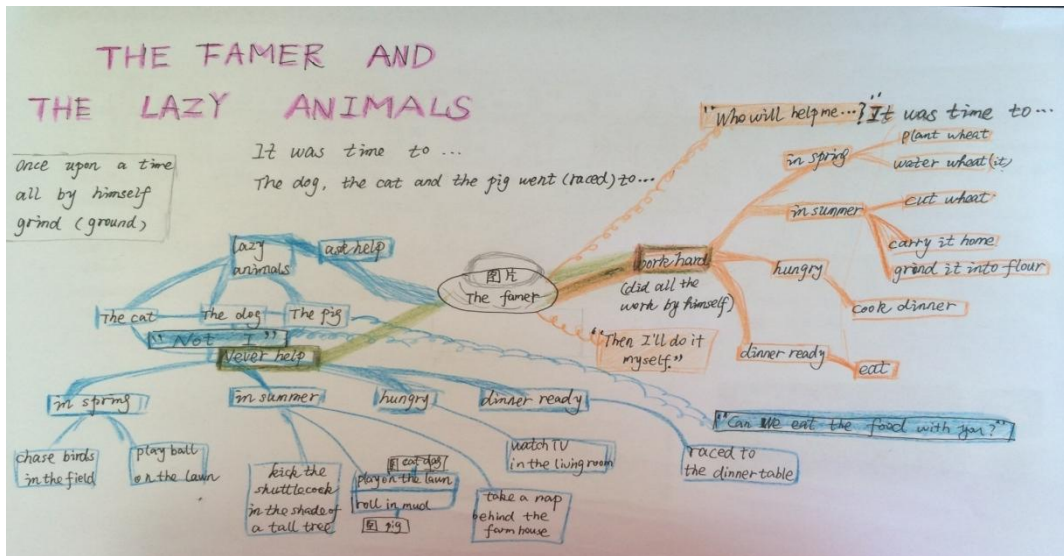 THE FAMER AND
THE LAZY ANIMALS
once upon a time
all by himself
grind (ground)
It was time to ...
The dog, the cat and the pig went (raced) to...
"Who will help me...?
"It was time to...
in spring
plant wheat
water wheat (it)
in summer
cut wheat
carry it home
grind it into flour
work hard
(did all the
work by himself)
hungry
cook dinner
dinner ready
eat
图片
The famer
"Then I'll do it
myself."
lazy
animals
ask help
The cat
The dog
The pig
"Not I"
Never help
in spring
chase birds
in the field
play ball
on the lawn
in summer
kick the
shuttlecock
in the shade of
a tall tree
图
play on the lawn
roll in mud
图 pig
take a nap
behind the
farmhouse
hungry
watch TV
in the living room
dinner ready
raced to
the dinner table
"Can we eat the food with you?"